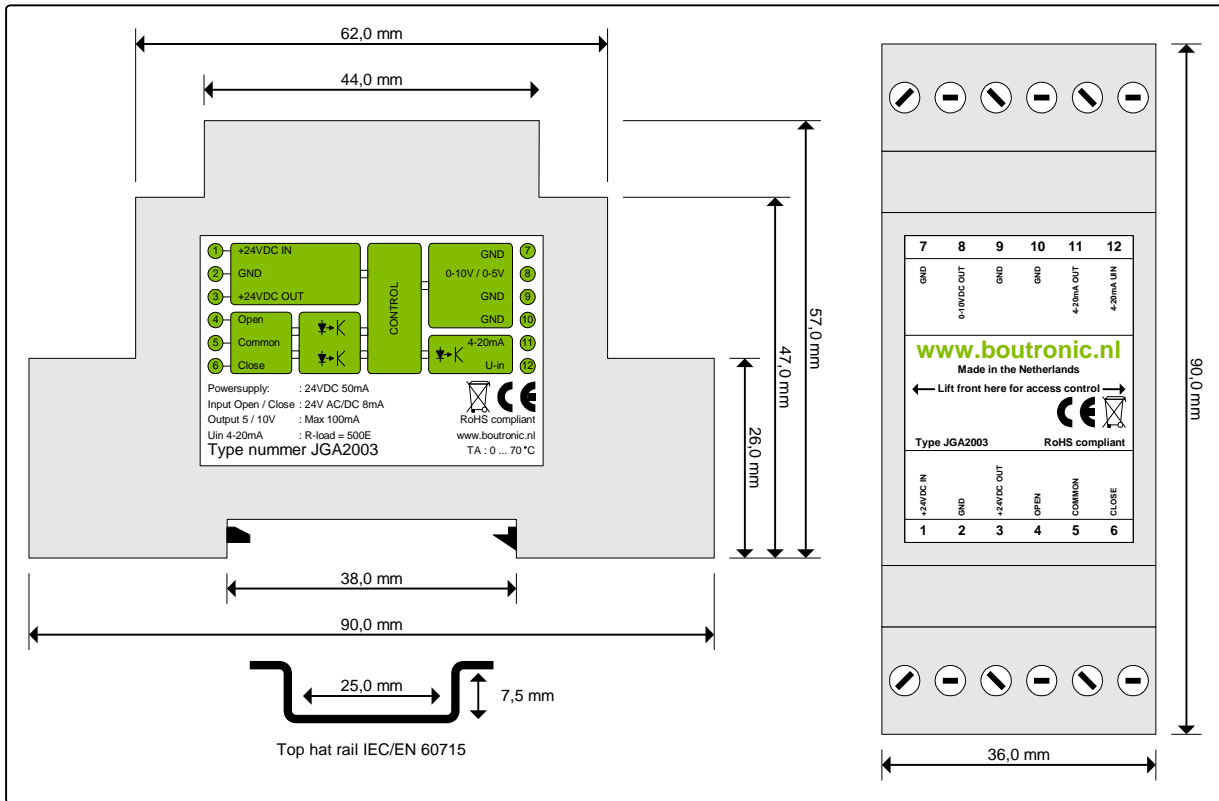 62,0 mm
44,0 mm
1 +24VDC IN
2 GND
3 +24VDC OUT
4 Open
5 Common
6 Close
CONTROL
GND 7
0-10V / 0-5V 8
GND 9
GND 10
4-20mA 11
U-in 12
Powersupply: : 24VDC 50mA
Input Open / Close : 24V AC/DC 8mA
Output 5 / 10V : Max 100mA
Uin 4-20mA : R-load = 500E
Type nummer JGA2003
CE
RoHS compliant
www.boutronic.nl
TA : 0 ... 70 °C
57,0 mm
47,0 mm
26,0 mm
38,0 mm
90,0 mm
25,0 mm
7,5 mm
Top hat rail IEC/EN 60715
7 8 9 10 11 12
GND
0-10VDC OUT
GND
GND
4-20mA OUT
4-20mA UIN
www.boutronic.nl
Made in the Netherlands
Lift front here for access control
CE
Type JGA2003 RoHS compliant
+24VDC IN
GND
+24VDC OUT
OPEN
COMMON
CLOSE
1 2 3 4 5 6
90,0 mm
36,0 mm